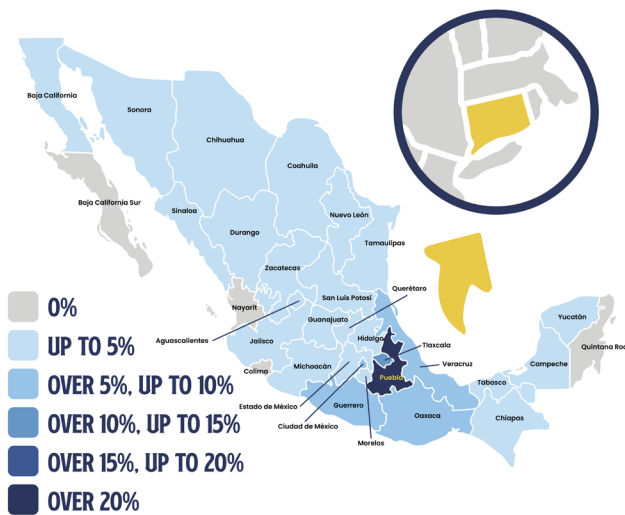 Baja California
Sonora
Chihuahua
Coahuila
Baja California Sur
Sinaloa
Nuevo León
Durango
Tamaulipas
Zacatecas
Querétaro
San Luis Potosí
Nayarit
Guanajuato
Hidalgo
Aguascalientes
Jalisco
Tlaxcala
Yucatán
Quintana Roo
Veracruz
Campeche
Colima
Michoacán
Puebla
Tabasco
Estado de México
Guerrero
Oaxaca
Chiapas
Ciudad de México
Morelos
0%
UP TO 5%
OVER 5%, UP TO 10%
OVER 10%, UP TO 15%
OVER 15%, UP TO 20%
OVER 20%